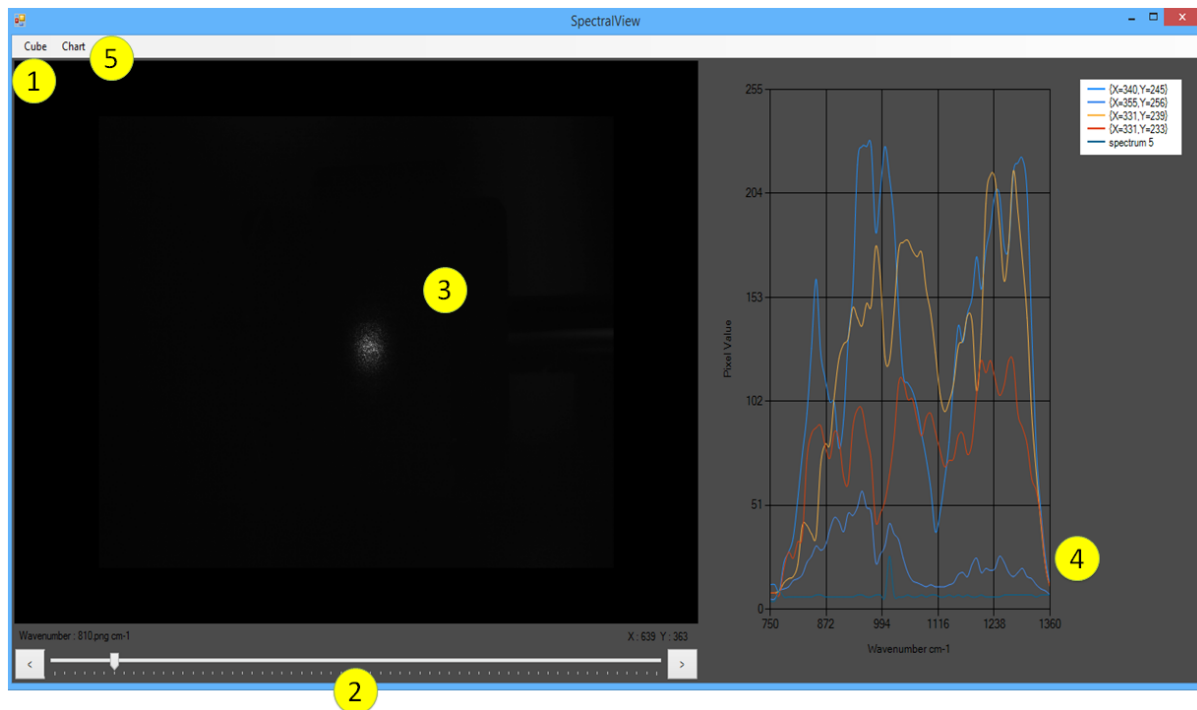 SpectralView
Cube Chart
5
1
3
4
2
255
204
153
102
51
0
Pixel Value
750 872 994 1116 1238 1360
Wavenumber cm-1
{X=340,Y=245}
{X=355,Y=256}
{X=331,Y=239}
{X=331,Y=233}
spectrum 5
Wavenumber : 810.png cm-1 X : 639 Y : 363
< >